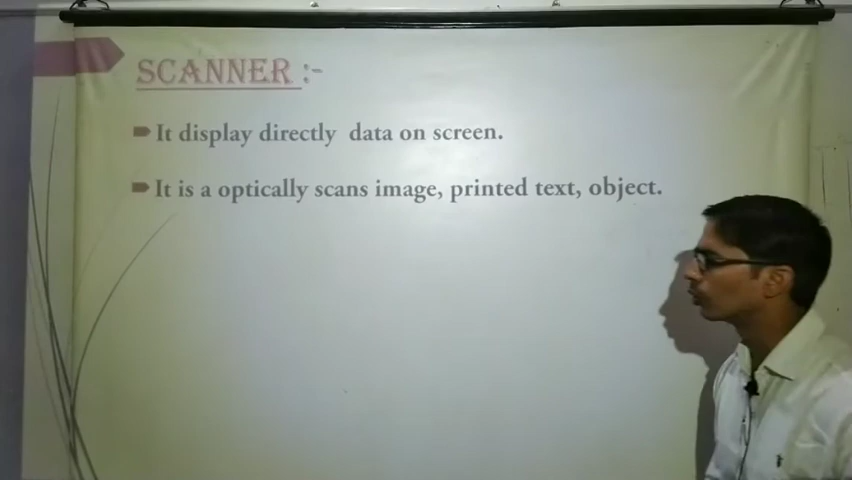 SCANNER :-
It display directly data on screen.
It is a optically scans image, printed text, object.